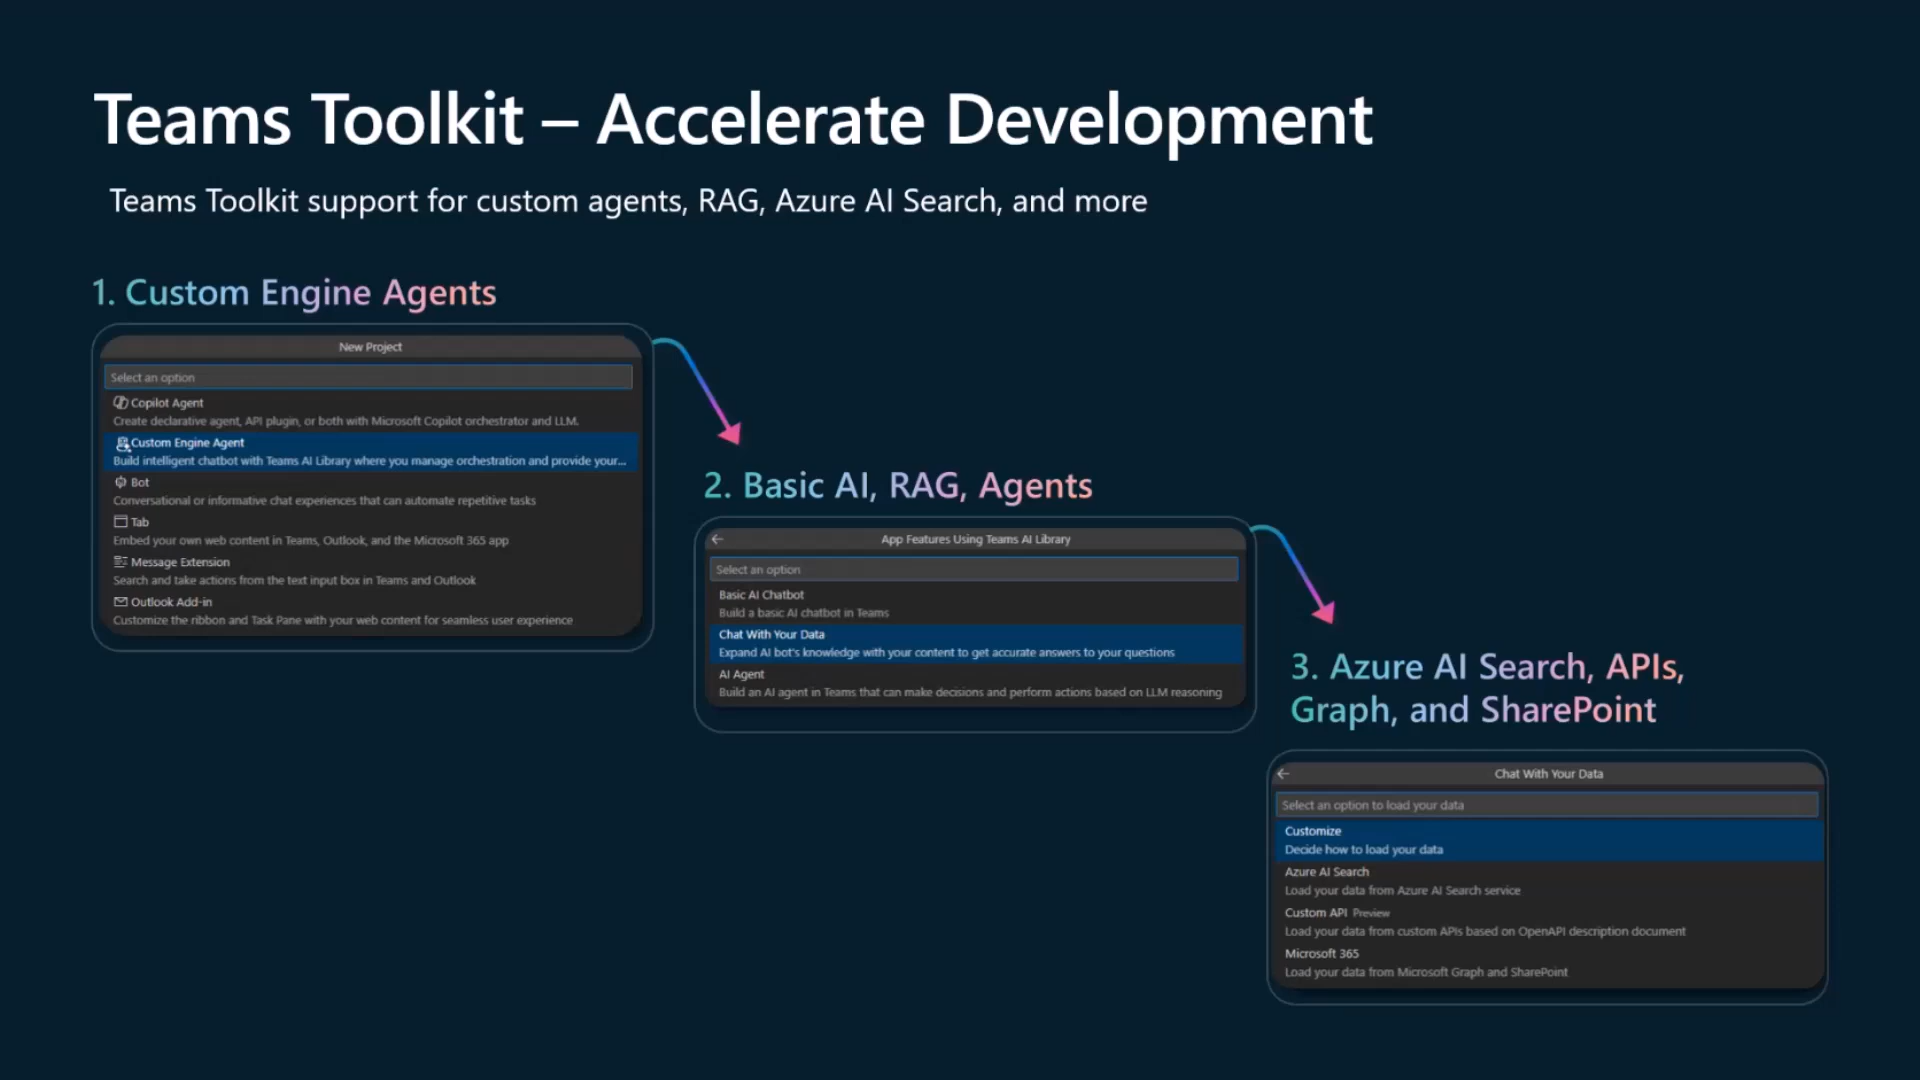 Teams Toolkit – Accelerate Development
Teams Toolkit support for custom agents, RAG, Azure AI Search, and more
1. Custom Engine Agents
New Project
Select an option
Copilot Agent
Create declarative agent, API plugin, or both with Microsoft Copilot orchestrator and LLM.
Custom Engine Agent
Build intelligent chatbot with Teams AI Library where you manage orchestration and provide your...
Bot
Conversational or informative chat experiences that can automate repetitive tasks
Tab
Embed your own web content in Teams, Outlook, and the Microsoft 365 app
Message Extension
Search and take actions from the text input box in Teams and Outlook
Outlook Add-in
Customize the ribbon and Task Pane with your web content for seamless user experience
2. Basic AI, RAG, Agents
App Features Using Teams AI Library
Select an option
Basic AI Chatbot
Build a basic AI chatbot in Teams
Chat With Your Data
Expand AI bot's knowledge with your content to get accurate answers to your questions
AI Agent
Build an AI agent in Teams that can make decisions and perform actions based on LLM reasoning
3. Azure AI Search, APIs,
Graph, and SharePoint
Chat With Your Data
Select an option to load your data
Customize
Decide how to load your data
Azure AI Search
Load your data from Azure AI Search service
Custom API Preview
Load your data from custom APIs based on OpenAPI description document
Microsoft 365
Load your data from Microsoft Graph and SharePoint